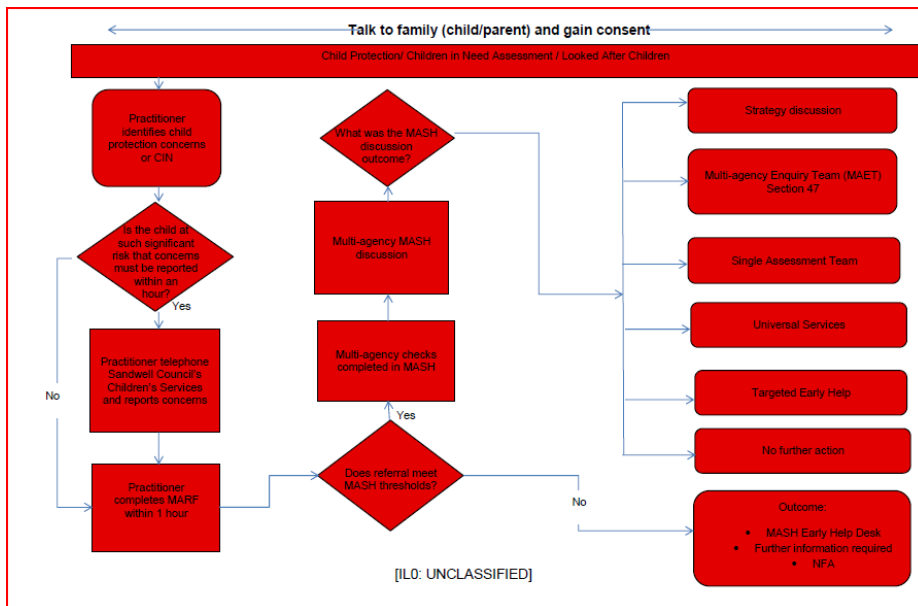 Talk to family (child/parent) and gain consent
Child Protection/ Children in Need Assessment / Looked After Children
Practitioner
identifies child
protection concerns
or CIN
Is the child at
such significant
risk that concerns
must be reported
within an
hour?
Yes
No
Practitioner telephone
Sandwell Council's
Children's Services
and reports concerns
Practitioner
completes MARF
within 1 hour
What was the MASH
discussion
outcome?
Multi-agency MASH
discussion
Multi-agency checks
completed in MASH
Yes
Does referral meet
MASH thresholds?
No
Strategy discussion
Multi-agency Enquiry Team (MAET)
Section 47
Single Assessment Team
Universal Services
Targeted Early Help
No further action
Outcome:
• MASH Early Help Desk
• Further information required
• NFA
[IL0: UNCLASSIFIED]